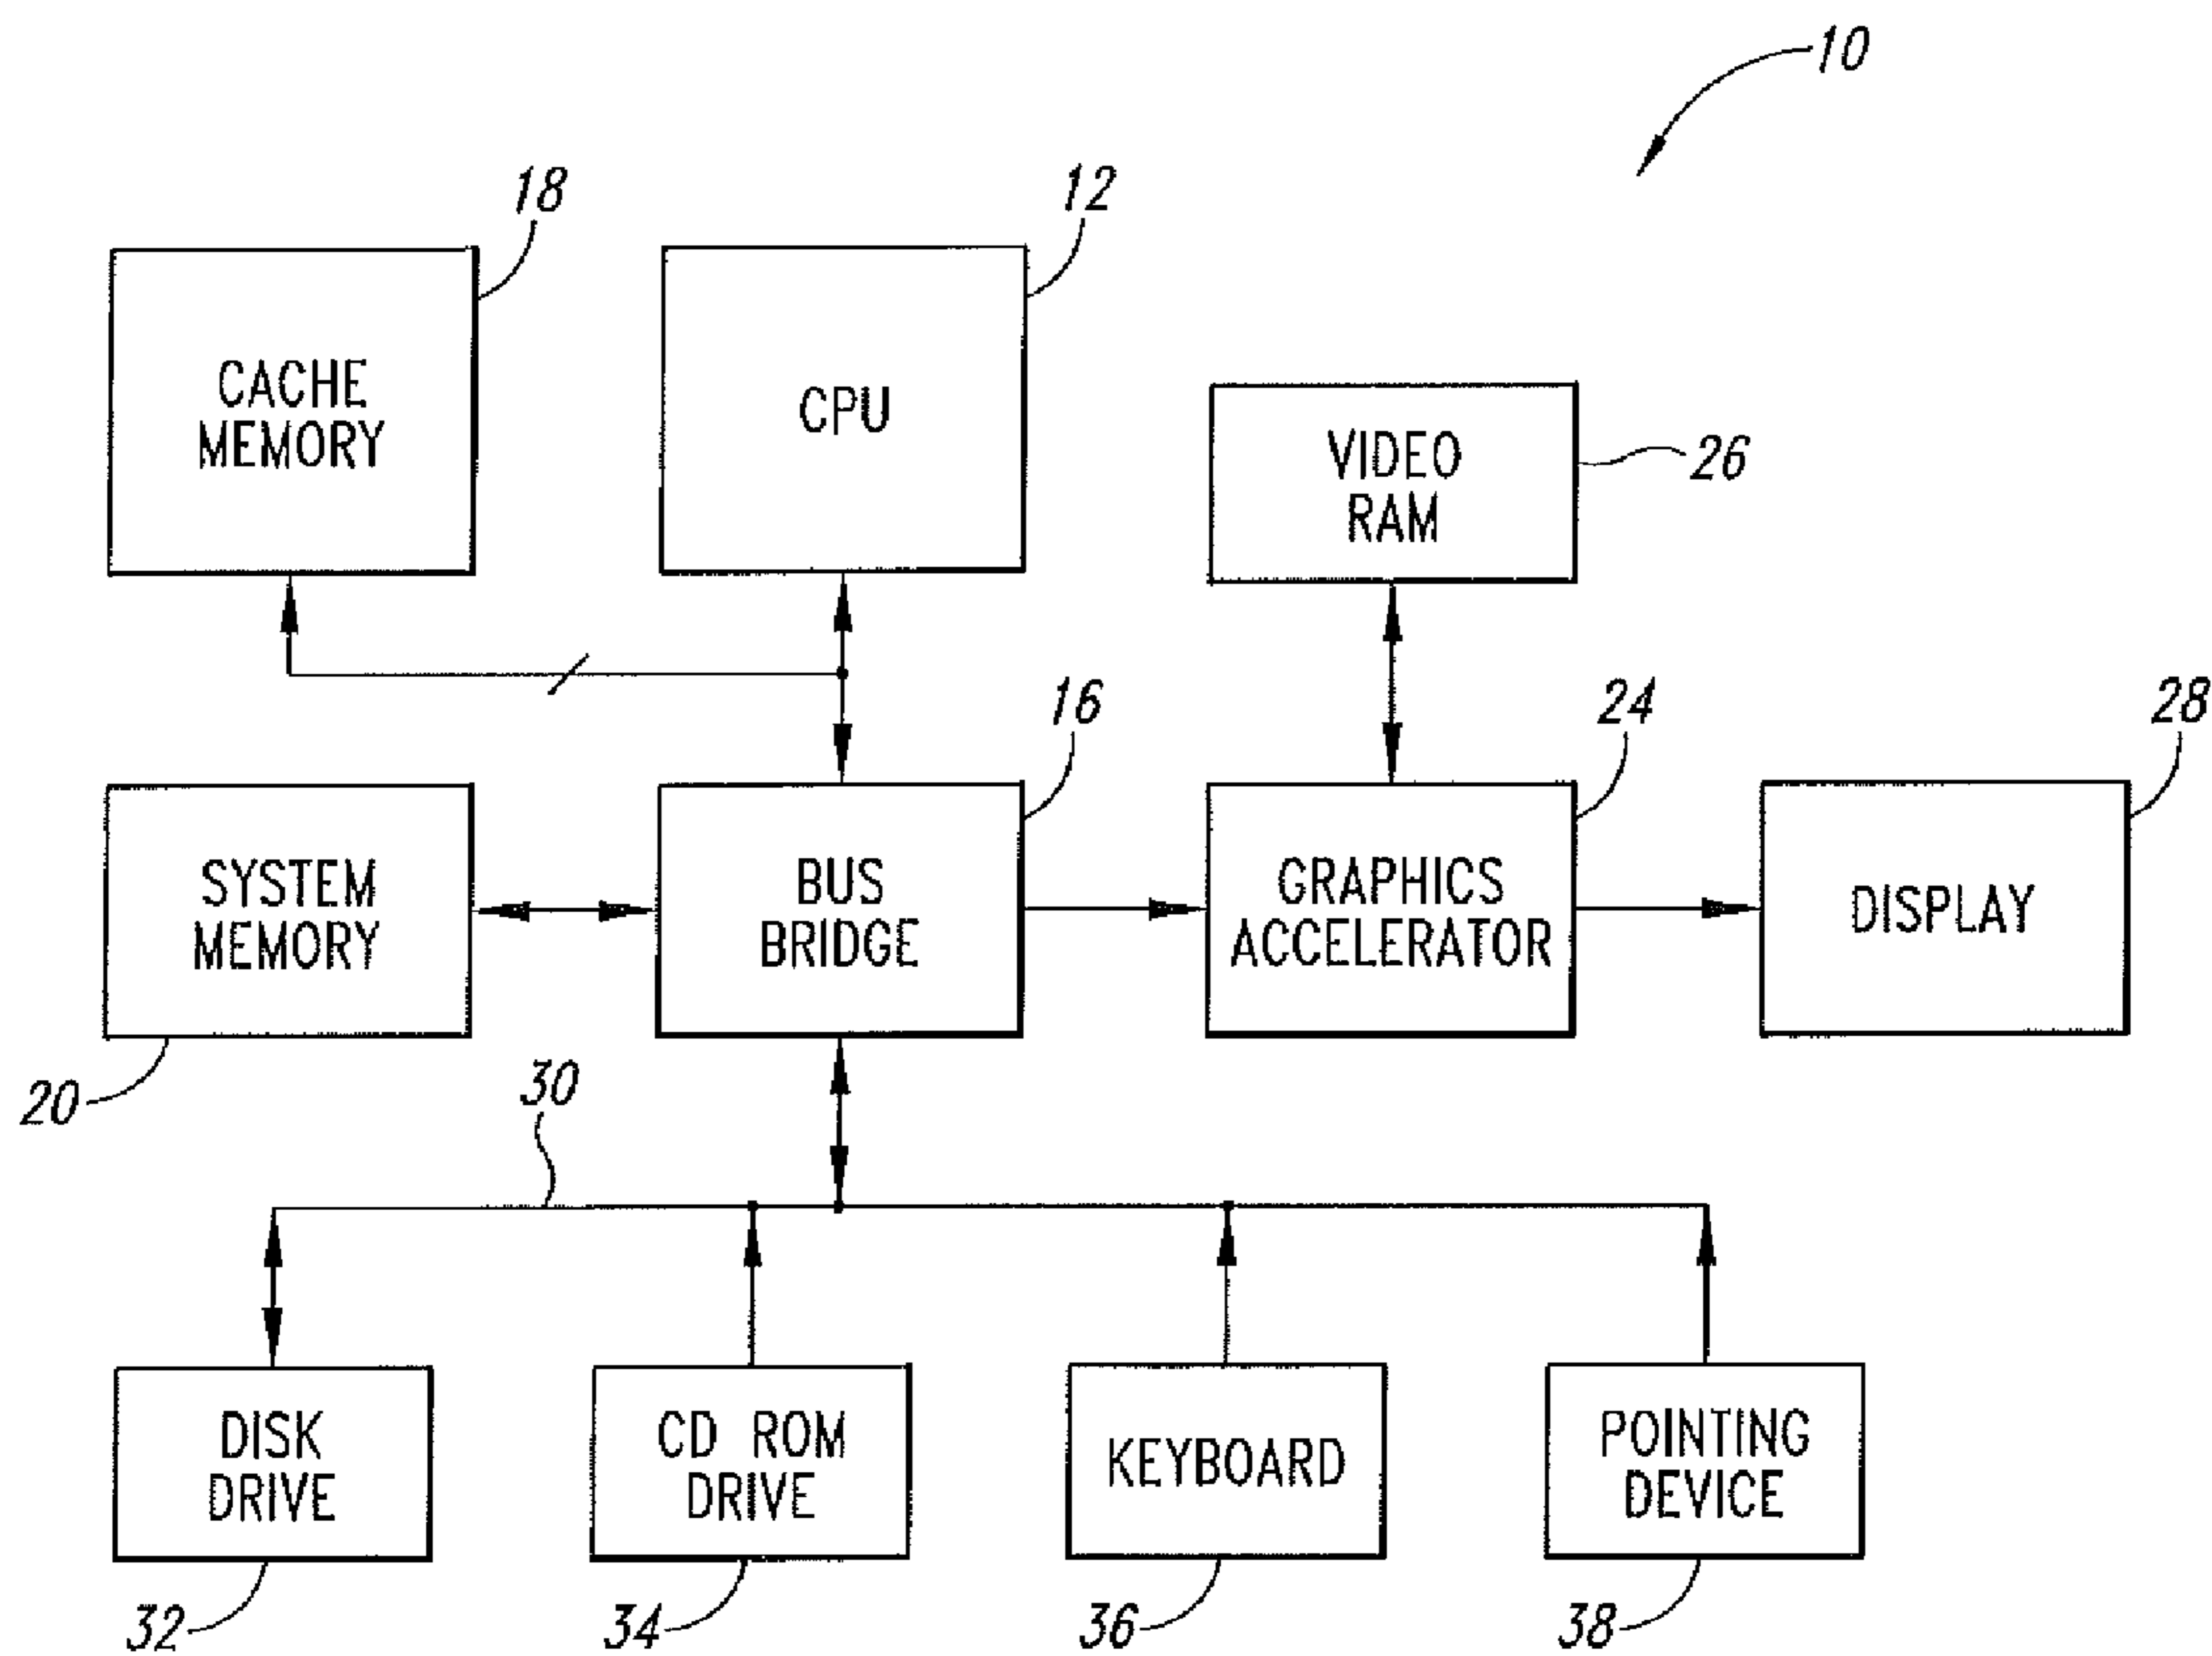 10
18
12
CACHE
MEMORY
CPU
VIDEO
RAM
26
16
24
28
SYSTEM
MEMORY
BUS
BRIDGE
GRAPHICS
ACCELERATOR
DISPLAY
20
30
DISK
DRIVE
CD ROM
DRIVE
KEYBOARD
POINTING
DEVICE
32
34
36
38